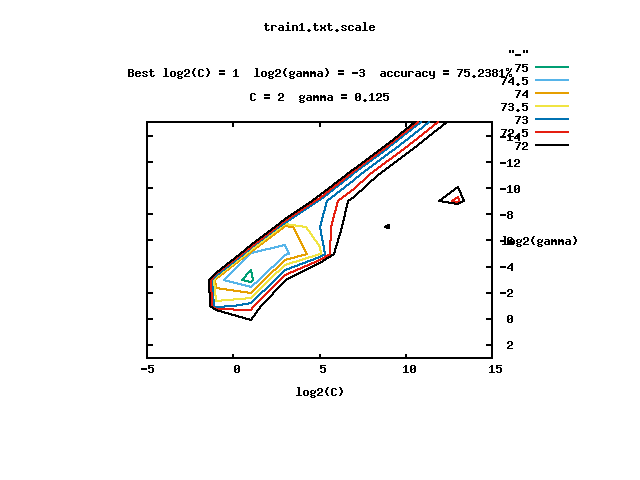 train1.txt.scale
"-"
Best log2(C) = 1 log2(gamma) = -3 accuracy = 75.2381%
75
74.5
C = 2 gamma = 0.125
74
73.5
73
72.5
-14
72
-12
-10
-8
-6
log2(gamma)
-4
-2
0
2
-5 0 5 10 15
log2(C)